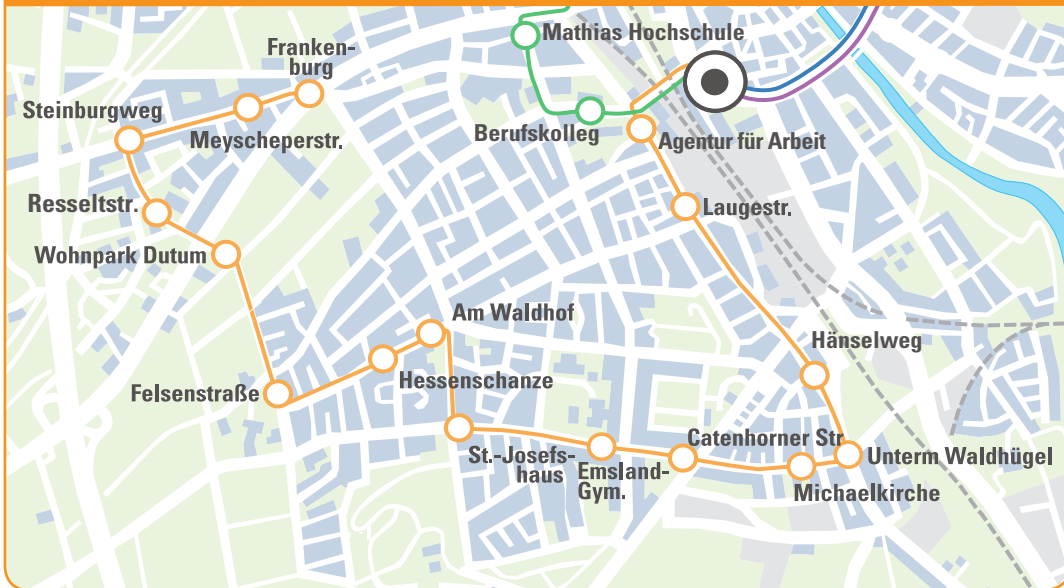 Mathias Hochschule
Franken-
burg
Steinburgweg
Meyscheperstr.
Berufskolleg
Agentur für Arbeit
Resseltstr.
Laugestr.
Wohnpark Dutum
Am Waldhof
Hänselweg
Hessenschanze
Felsenstraße
Catenhorner Str
St.-Josefs-
haus
Emsland-
Gym.
Unterm Waldhügel
Michaelkirche